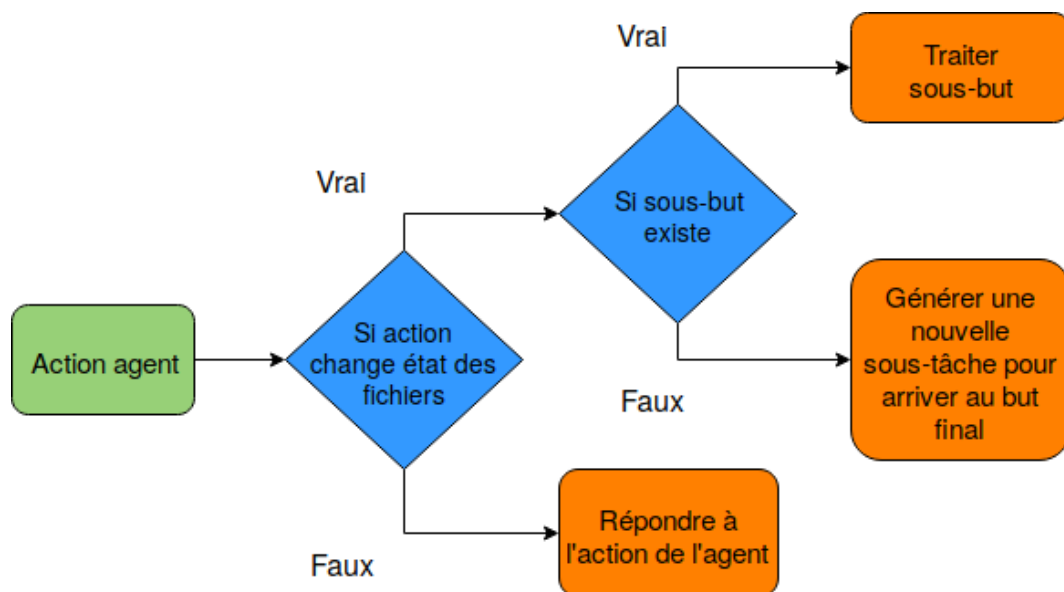 Vrai
Traiter
sous-but
Vrai
Si sous-but
existe
Action agent
Si action
change état des
fichiers
Générer une
nouvelle
sous-tâche pour
arriver au but
final
Faux
Répondre à
l'action de l'agent
Faux